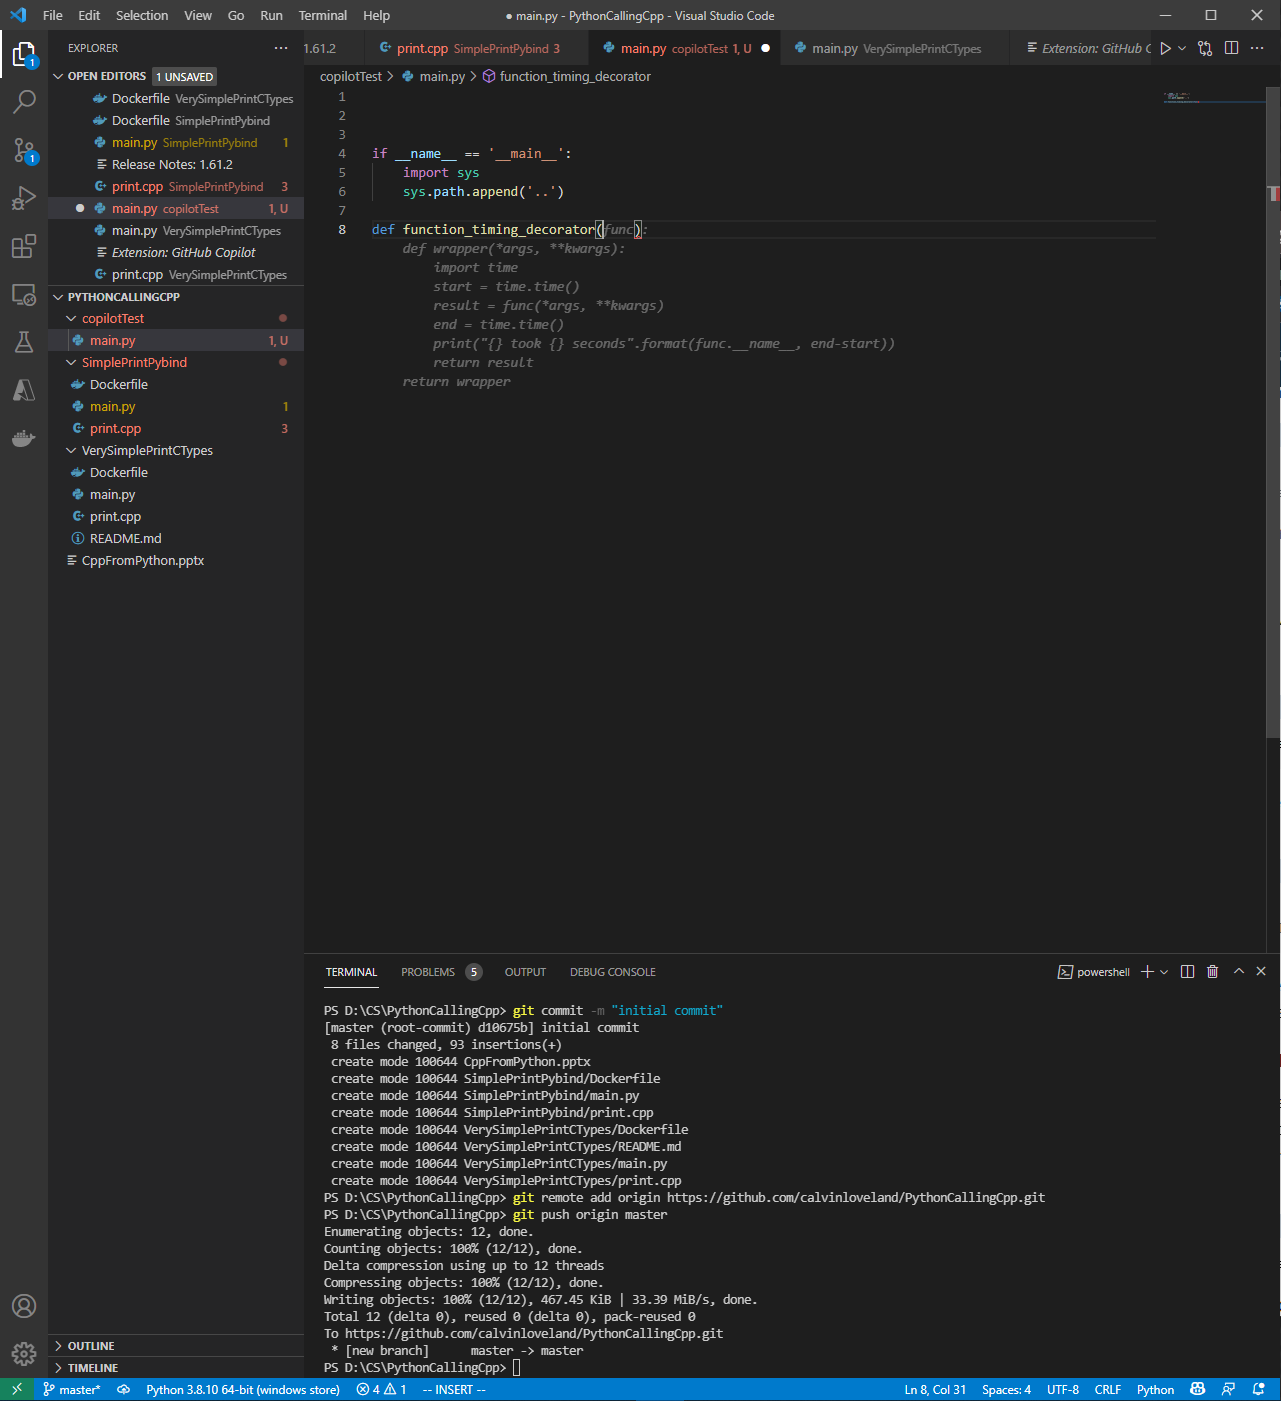 File Edit Selection View Go Run Terminal Help
● main.py - PythonCallingCpp - Visual Studio Code
EXPLORER
OPEN EDITORS 1 UNSAVED
Dockerfile VerySimplePrintCTypes
Dockerfile SimplePrintPybind
main.py SimplePrintPybind 1
Release Notes: 1.61.2
print.cpp SimplePrintPybind 3
main.py copilotTest 1, U
main.py VerySimplePrintCTypes
Extension: GitHub Copilot
print.cpp VerySimplePrintCTypes
PYTHONCALLINGCPP
copilotTest
main.py 1, U
SimplePrintPybind
Dockerfile
main.py 1
print.cpp 3
VerySimplePrintCTypes
Dockerfile
main.py
print.cpp
README.md
CppFromPython.pptx
OUTLINE
TIMELINE
1
1
1.61.2 print.cpp SimplePrintPybind 3 main.py copilotTest 1, U main.py VerySimplePrintCTypes Extension: GitHub C
copilotTest > main.py > function_timing_decorator
1
2
3
4 if __name__ == '__main__':
5 import sys
6 sys.path.append('..')
7
8 def function_timing_decorator(func):
def wrapper(*args, **kwargs):
import time
start = time.time()
result = func(*args, **kwargs)
end = time.time()
print("{} took {} seconds".format(func.__name__, end-start))
return result
return wrapper
TERMINAL PROBLEMS 5 OUTPUT DEBUG CONSOLE powershell
PS D:\CS\PythonCallingCpp> git commit -m "initial commit"
[master (root-commit) d10675b] initial commit
8 files changed, 93 insertions(+)
create mode 100644 CppFromPython.pptx
create mode 100644 SimplePrintPybind/Dockerfile
create mode 100644 SimplePrintPybind/main.py
create mode 100644 SimplePrintPybind/print.cpp
create mode 100644 VerySimplePrintCTypes/Dockerfile
create mode 100644 VerySimplePrintCTypes/README.md
create mode 100644 VerySimplePrintCTypes/main.py
create mode 100644 VerySimplePrintCTypes/print.cpp
PS D:\CS\PythonCallingCpp> git remote add origin https://github.com/calvinloveland/PythonCallingCpp.git
PS D:\CS\PythonCallingCpp> git push origin master
Enumerating objects: 12, done.
Counting objects: 100% (12/12), done.
Delta compression using up to 12 threads
Compressing objects: 100% (12/12), done.
Writing objects: 100% (12/12), 467.45 KiB | 33.39 MiB/s, done.
Total 12 (delta 0), reused 0 (delta 0), pack-reused 0
To https://github.com/calvinloveland/PythonCallingCpp.git
* [new branch] master -> master
PS D:\CS\PythonCallingCpp>
master* Python 3.8.10 64-bit (windows store) 4 1 -- INSERT -- Ln 8, Col 31 Spaces: 4 UTF-8 CRLF Python